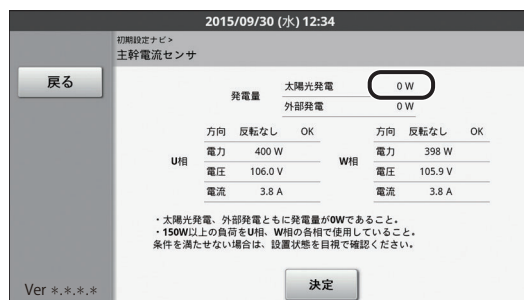 2015/09/30 (水) 12:34
初期設定ナビ>
主幹電流センサ
戻る
発電量
太陽光発電 0 W
外部発電 0 W
U相
方向 反転なし OK
電力 400 W
電圧 106.0 V
電流 3.8 A
W相
方向 反転なし OK
電力 398 W
電圧 105.9 V
電流 3.8 A
・太陽光発電、外部発電ともに発電量が0Wであること。
・150W以上の負荷をU相、W相の各相で使用していること。
条件を満たせない場合は、設置状態を目視で確認ください。
決定
Ver *.*.*.*